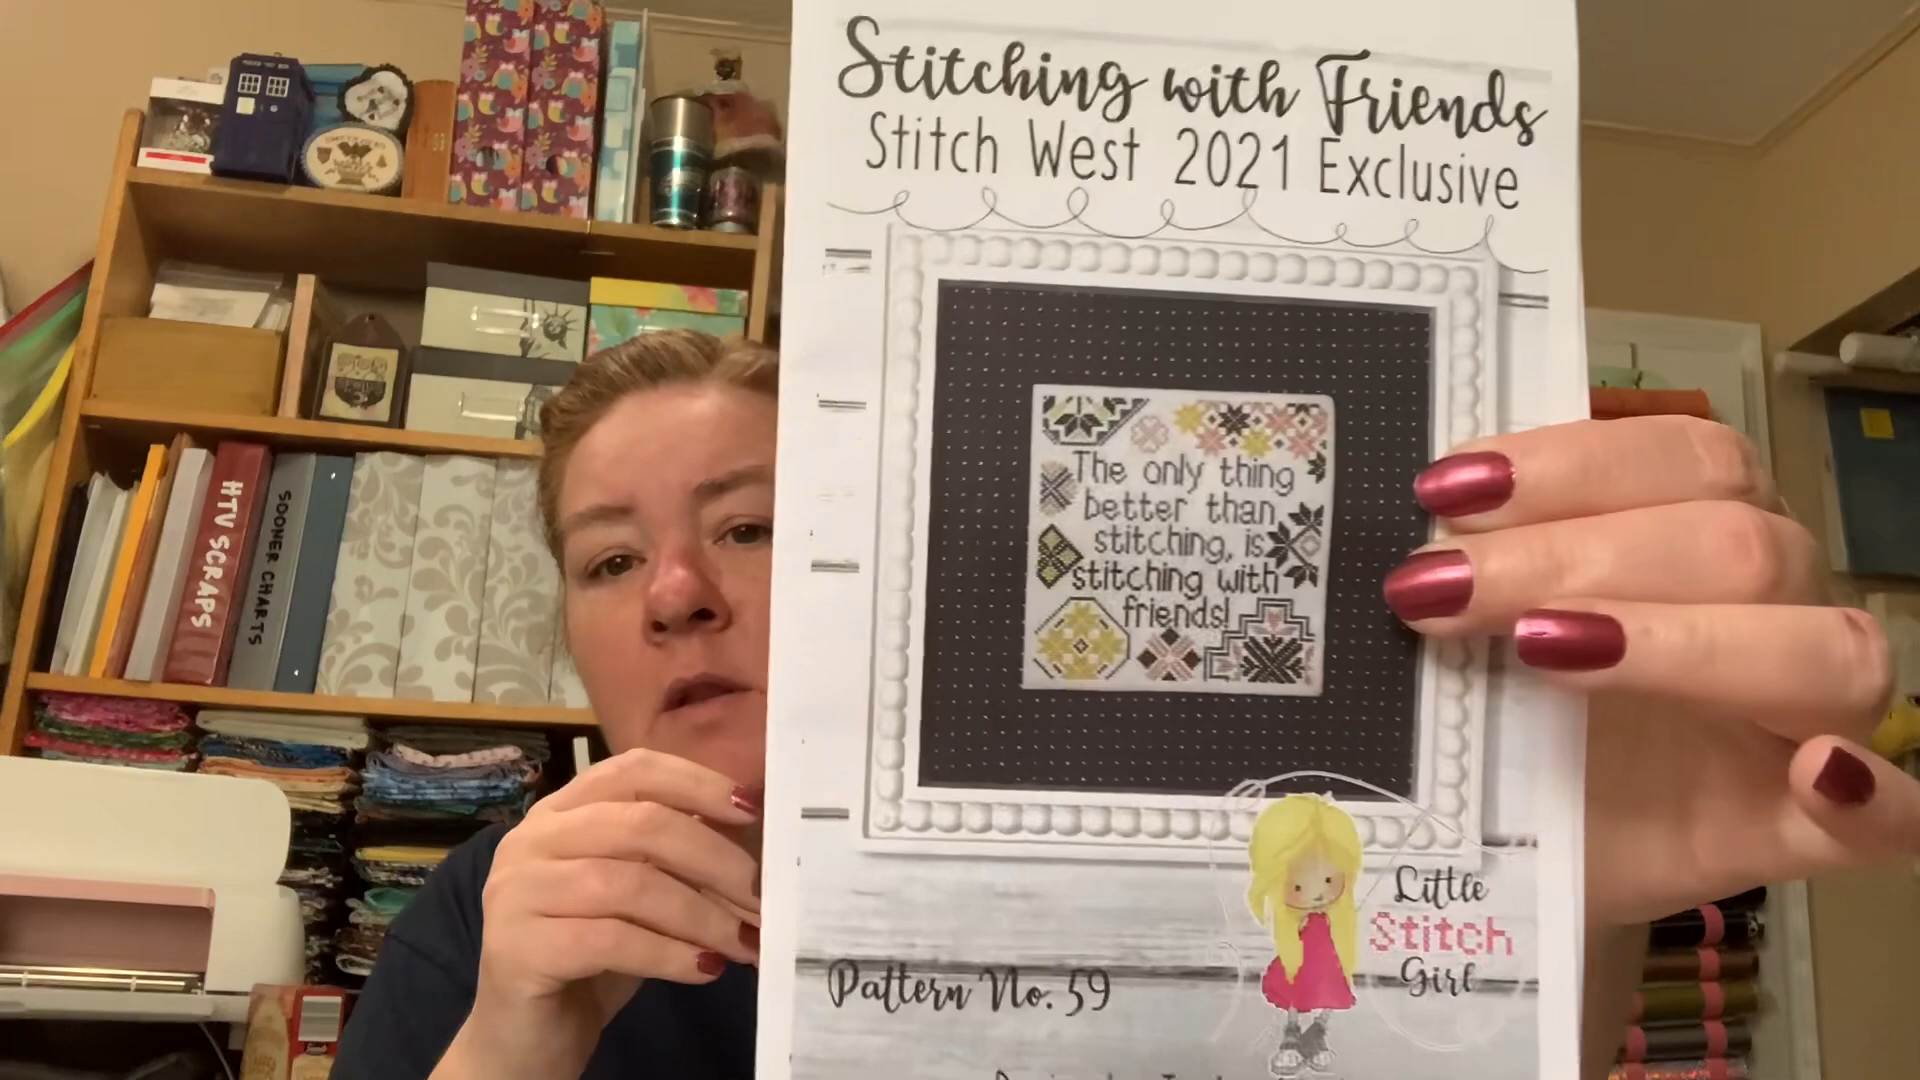 Stitching with Friends
Stitch West 2021 Exclusive
The only thing
better than
stitching, is
stitching with
friends!
Little
Stitch
Girl
Pattern No. 59
HTV SCRAPS
SOONER CHARTS